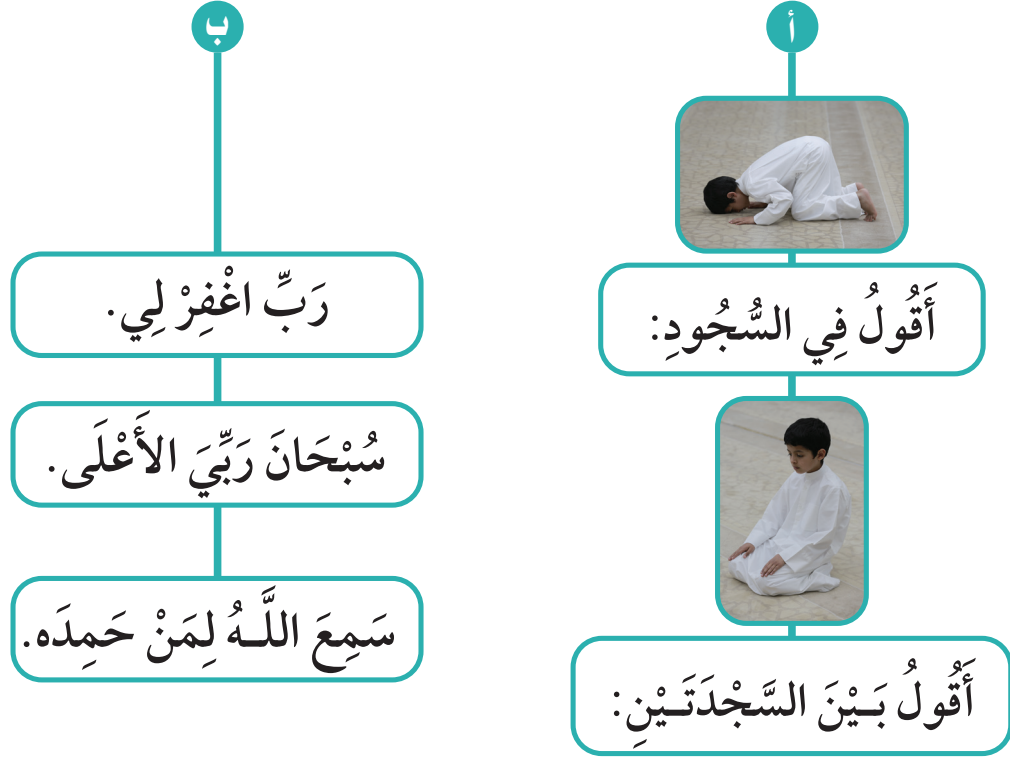 أ
أَقُولُ فِي السُّجُودِ:
أَقُولُ بَـيْنَ السَّجْدَتَـيْنِ:
ب
رَبِّ اغْفِرْ لِي.
سُبْحَانَ رَبِّيَ الأَعْلَى.
سَمِعَ اللَّـهُ لِمَنْ حَمِدَه.